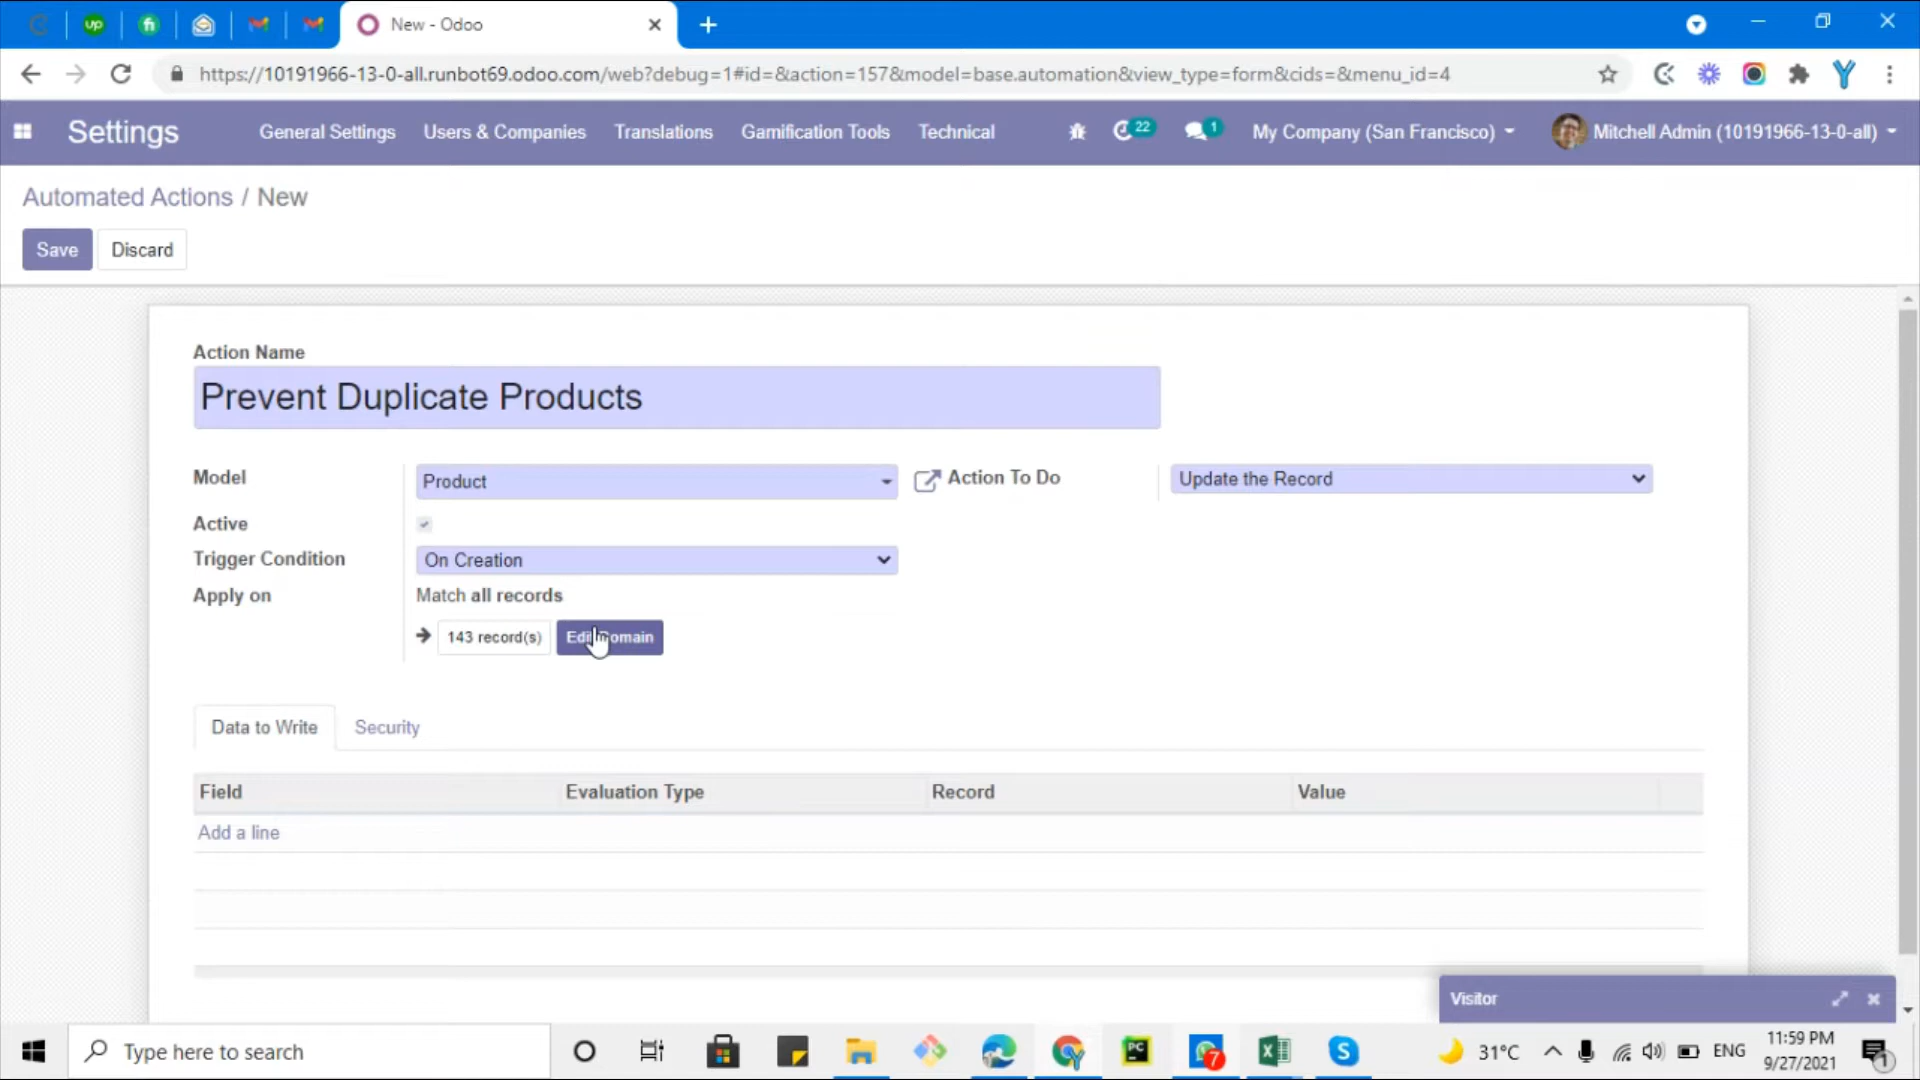 New - Odoo
https://10191966-13-0-all.runbot69.odoo.com/web?debug=1#id=&action=157&model=base.automation&view_type=form&cids=&menu_id=4
Settings General Settings Users & Companies Translations Gamification Tools Technical 22 1 My Company (San Francisco) Mitchell Admin (10191966-13-0-all)
Automated Actions / New
Save Discard
Action Name
Prevent Duplicate Products
Model Product Action To Do Update the Record
Active
Trigger Condition On Creation
Apply on Match all records
143 record(s) Edit Domain
Data to Write Security
Field Evaluation Type Record Value
Add a line
Visitor
Type here to search 7 31°C ENG 11:59 PM
9/27/2021 1